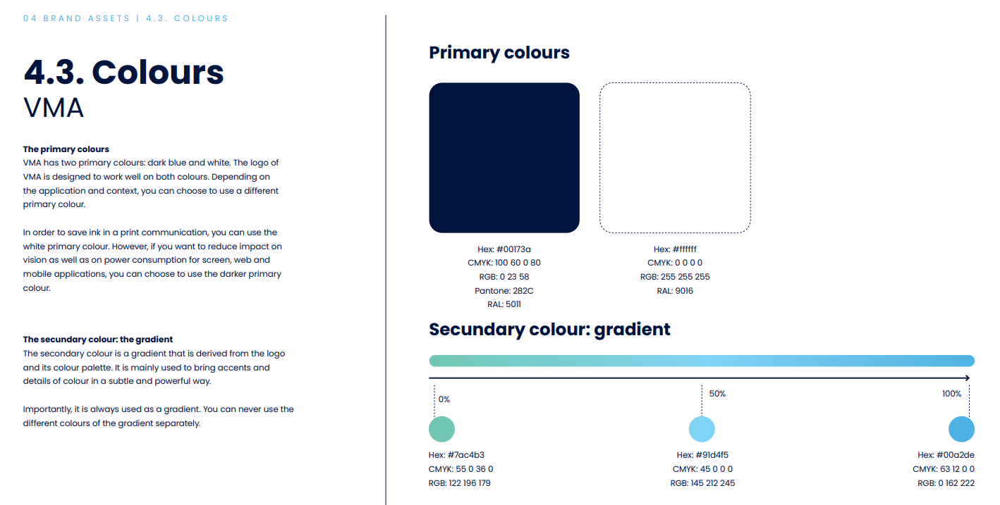 04 BRAND ASSETS | 4.3. COLOURS
4.3. Colours
VMA
The primary colours
VMA has two primary colours: dark blue and white. The logo of
VMA is designed to work well on both colours. Depending on
the application and context, you can choose to use a different
primary colour.
In order to save ink in a print communication, you can use the
white primary colour. However, if you want to reduce impact on
vision as well as on power consumption for screen, web and
mobile applications, you can choose to use the darker primary
colour.
The secundary colour: the gradient
The secondary colour is a gradient that is derived from the logo
and its colour palette. It is mainly used to bring accents and
details of colour in a subtle and powerful way.
Importantly, it is always used as a gradient. You can never use the
different colours of the gradient separately.
Primary colours
Hex: #00173a
CMYK: 100 60 0 80
RGB: 0 23 58
Pantone: 282C
RAL: 5011
Hex: #ffffff
CMYK: 0 0 0 0
RGB: 255 255 255
RAL: 9016
Secundary colour: gradient
0%
50%
100%
Hex: #7ac4b3
CMYK: 55 0 36 0
RGB: 122 196 179
Hex: #91d4f5
CMYK: 45 0 0 0
RGB: 145 212 245
Hex: #00a2de
CMYK: 63 12 0 0
RGB: 0 162 222